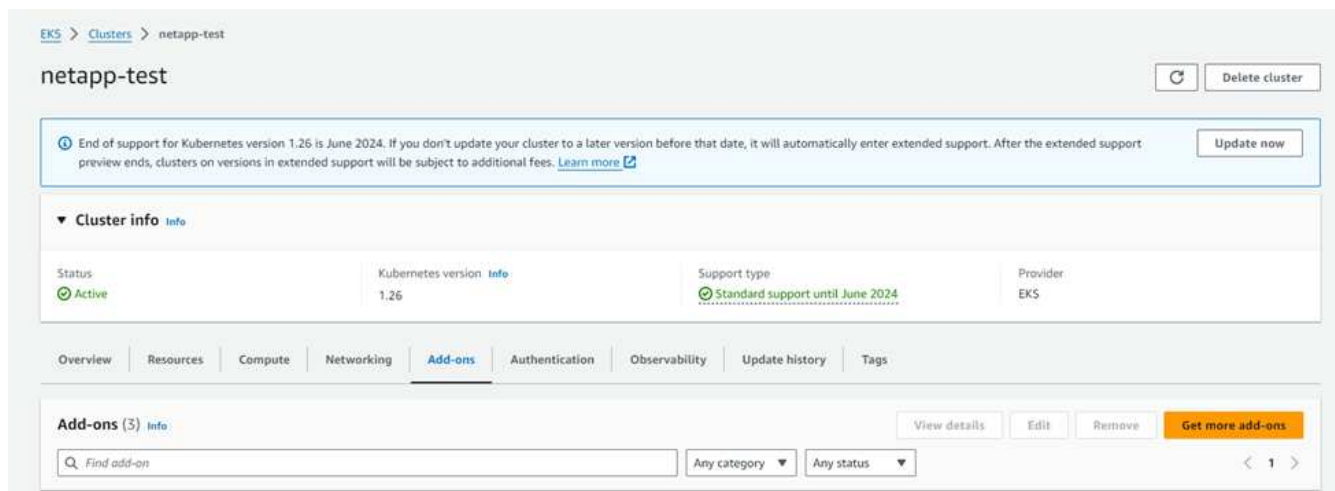 EKS > Clusters > netapp-test
netapp-test
Delete cluster
End of support for Kubernetes version 1.26 is June 2024. If you don't update your cluster to a later version before that date, it will automatically enter extended support. After the extended support
preview ends, clusters on versions in extended support will be subject to additional fees. Learn more
Update now
Cluster info Info
Status
Kubernetes version Info
Support type
Provider
Active
1.26
Standard support until June 2024
EKS
Overview Resources Compute Networking Add-ons Authentication Observability Update history Tags
Add-ons (3) Info
View details Edit Remove Get more add-ons
Find add-on
Any category Any status
< 1 >